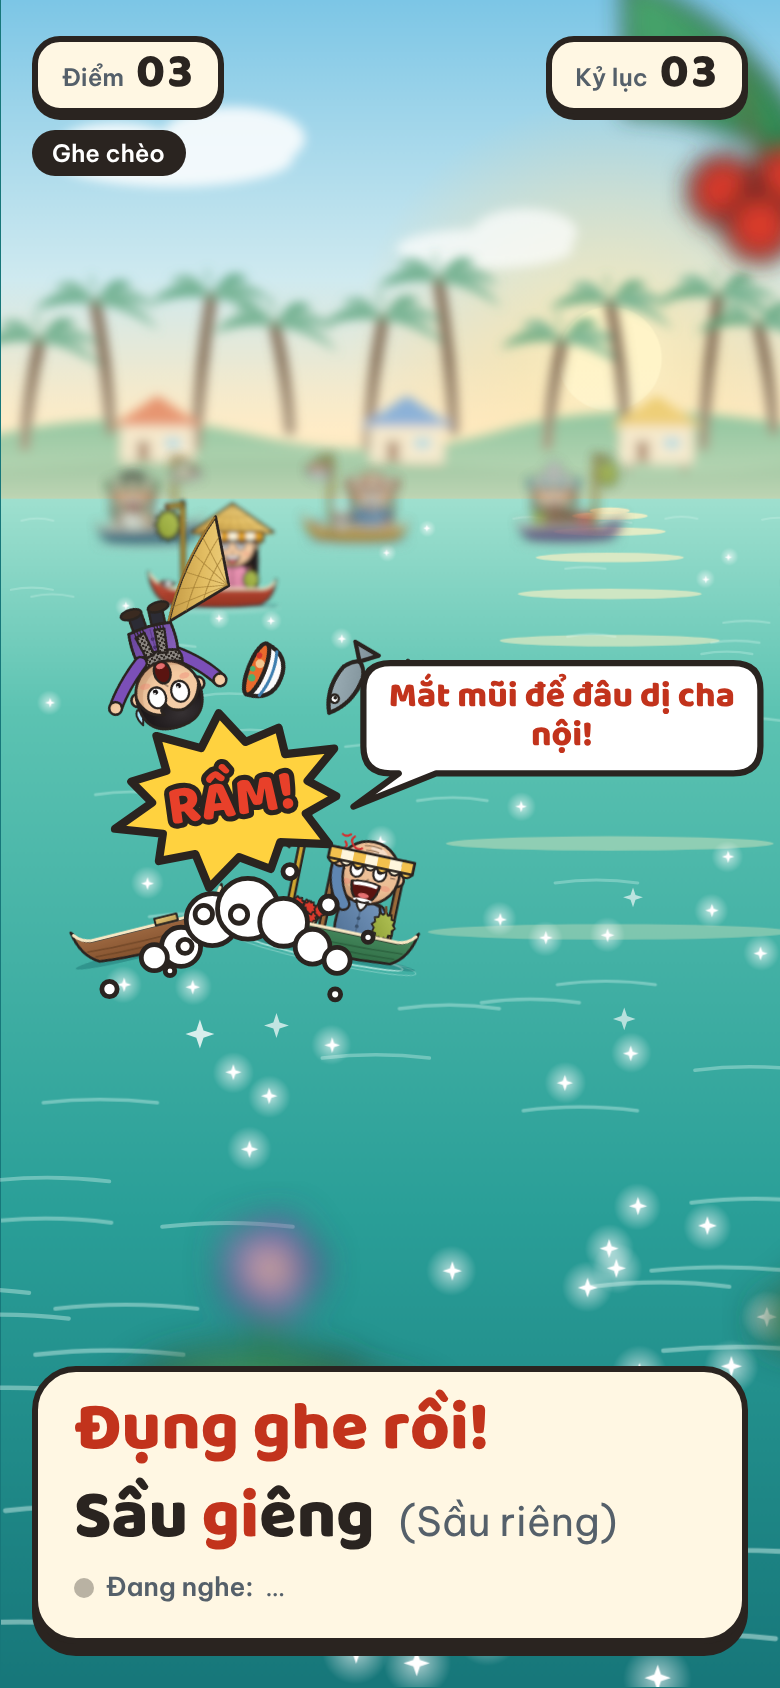 Điểm 03
Kỷ lục 03
Ghe chèo
Mắt mũi để đâu dị cha
nội!
RẦM!
Đụng ghe rồi!
Sầu giêng (Sầu riêng)
Đang nghe: ...